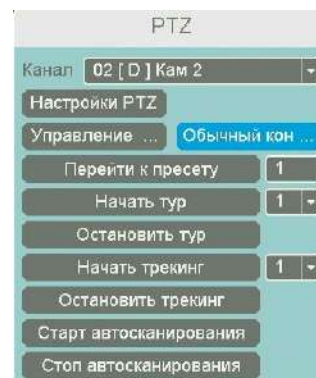 PTZ
Канал 02 [ D ] Кам 2
Настройки PTZ
Управление ... Обычный кон ...
Перейти к пресету 1
Начать тур 1
Остановить тур
Начать трекинг 1
Остановить трекинг
Старт автосканирования
Стоп автосканирования